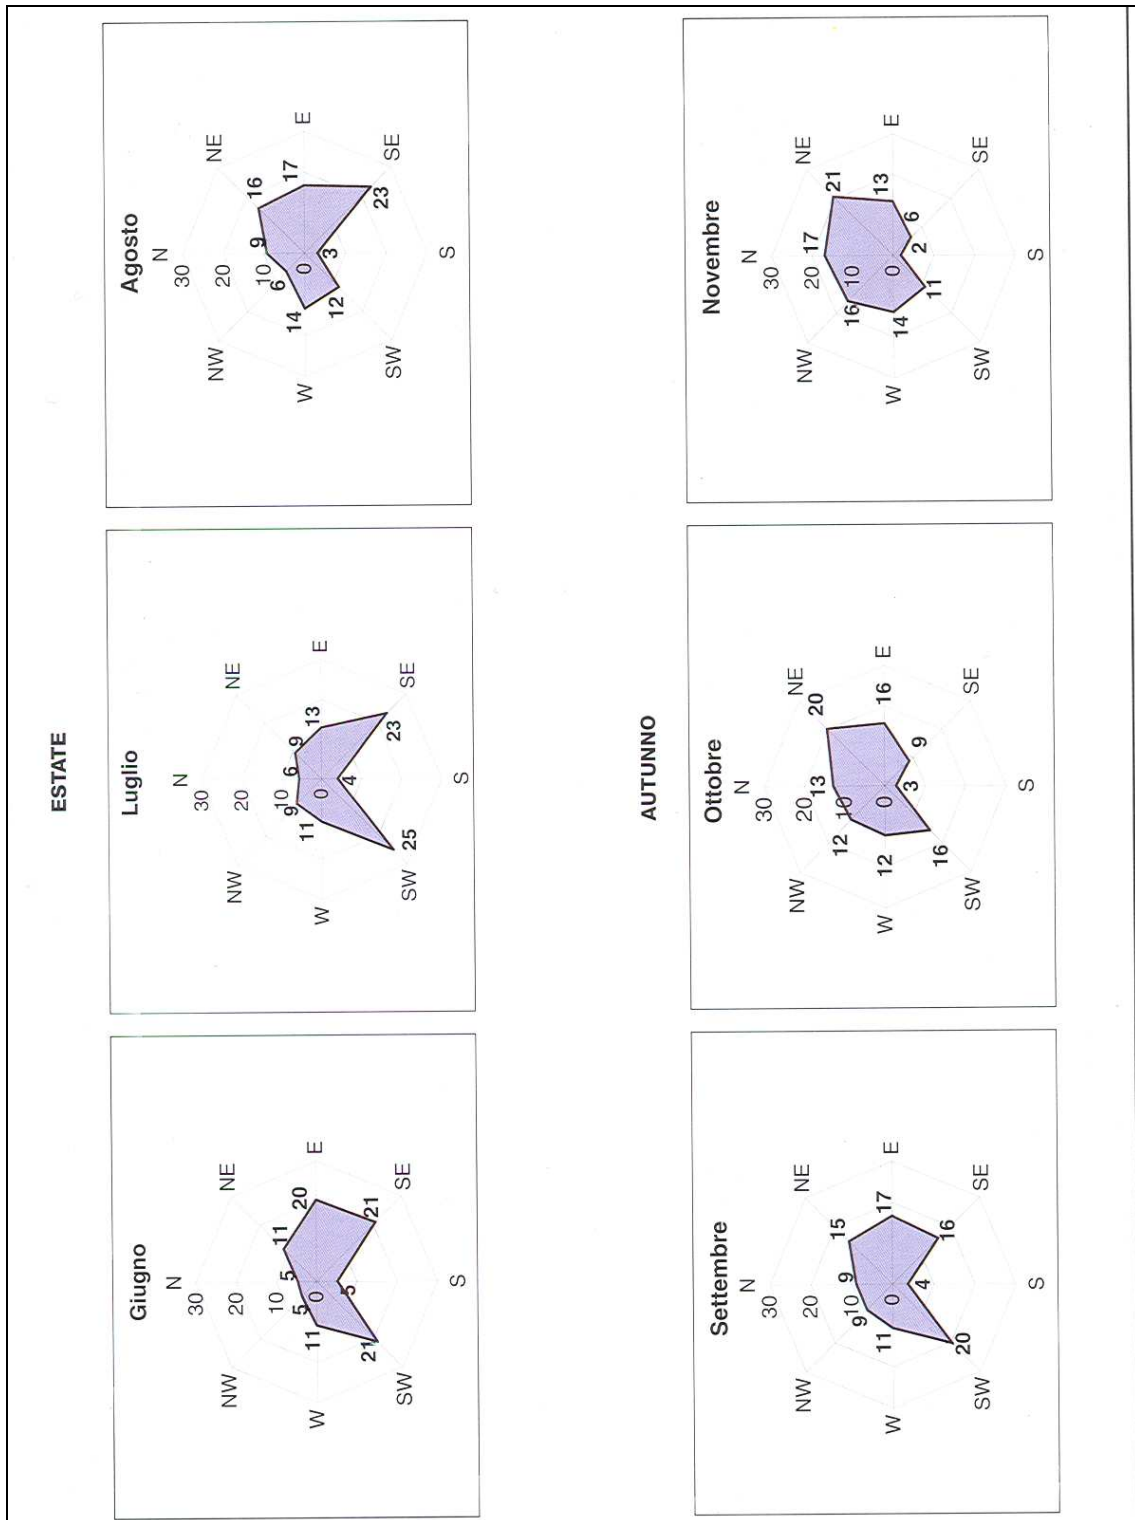 ESTATE
Giugno
N
30
20
10
0
NE
E
SE
S
SW
W
NW
5
11
20
21
5
21
11
5
Luglio
N
30
20
10
0
NE
E
SE
S
SW
W
NW
6
9
13
23
4
25
11
9
Agosto
N
30
20
10
0
NE
E
SE
S
SW
W
NW
9
16
17
23
3
12
14
6
AUTUNNO
Settembre
N
30
20
10
0
NE
E
SE
S
SW
W
NW
9
15
17
16
4
20
11
9
Ottobre
N
30
20
10
0
NE
E
SE
S
SW
W
NW
13
20
16
9
3
16
12
12
Novembre
N
30
20
10
0
NE
E
SE
S
SW
W
NW
17
21
13
6
2
11
14
16